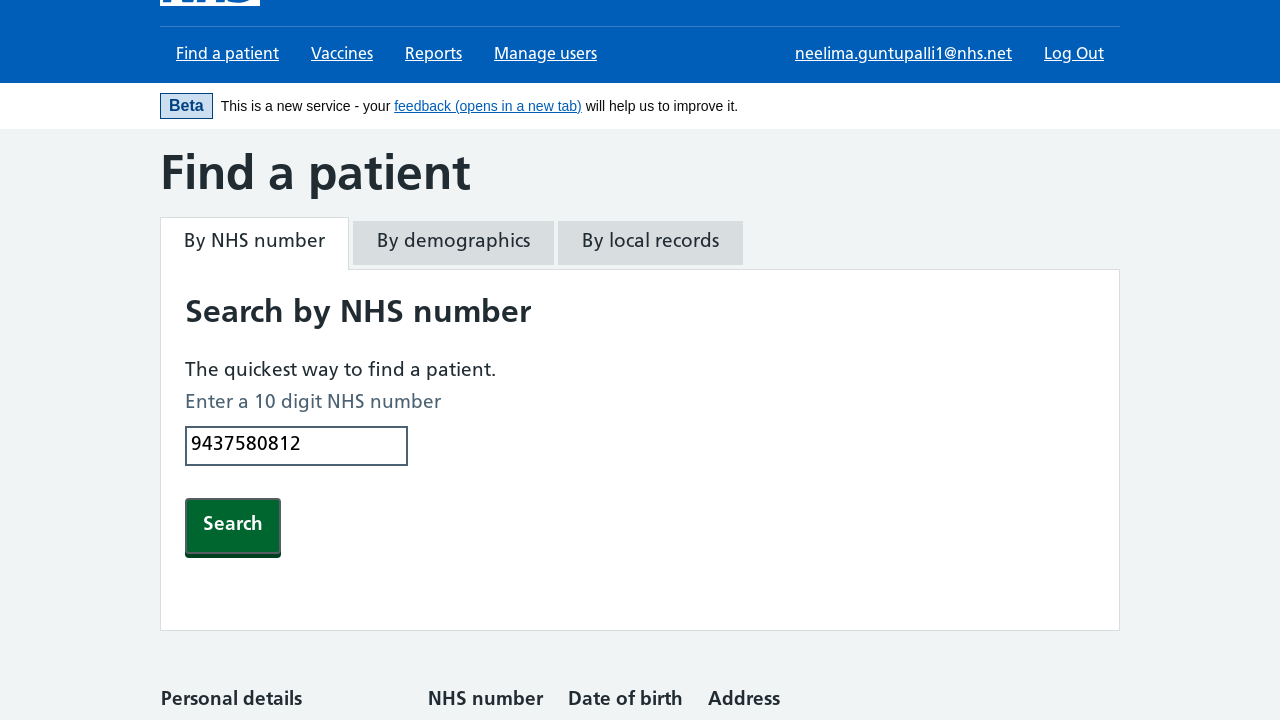 Find a patient Vaccines Reports Manage users neelima.guntupalli1@nhs.net Log Out
Beta This is a new service - your feedback (opens in a new tab) will help us to improve it.
Find a patient
By NHS number By demographics By local records
Search by NHS number
The quickest way to find a patient.
Enter a 10 digit NHS number
9437580812
Search
Personal details NHS number Date of birth Address